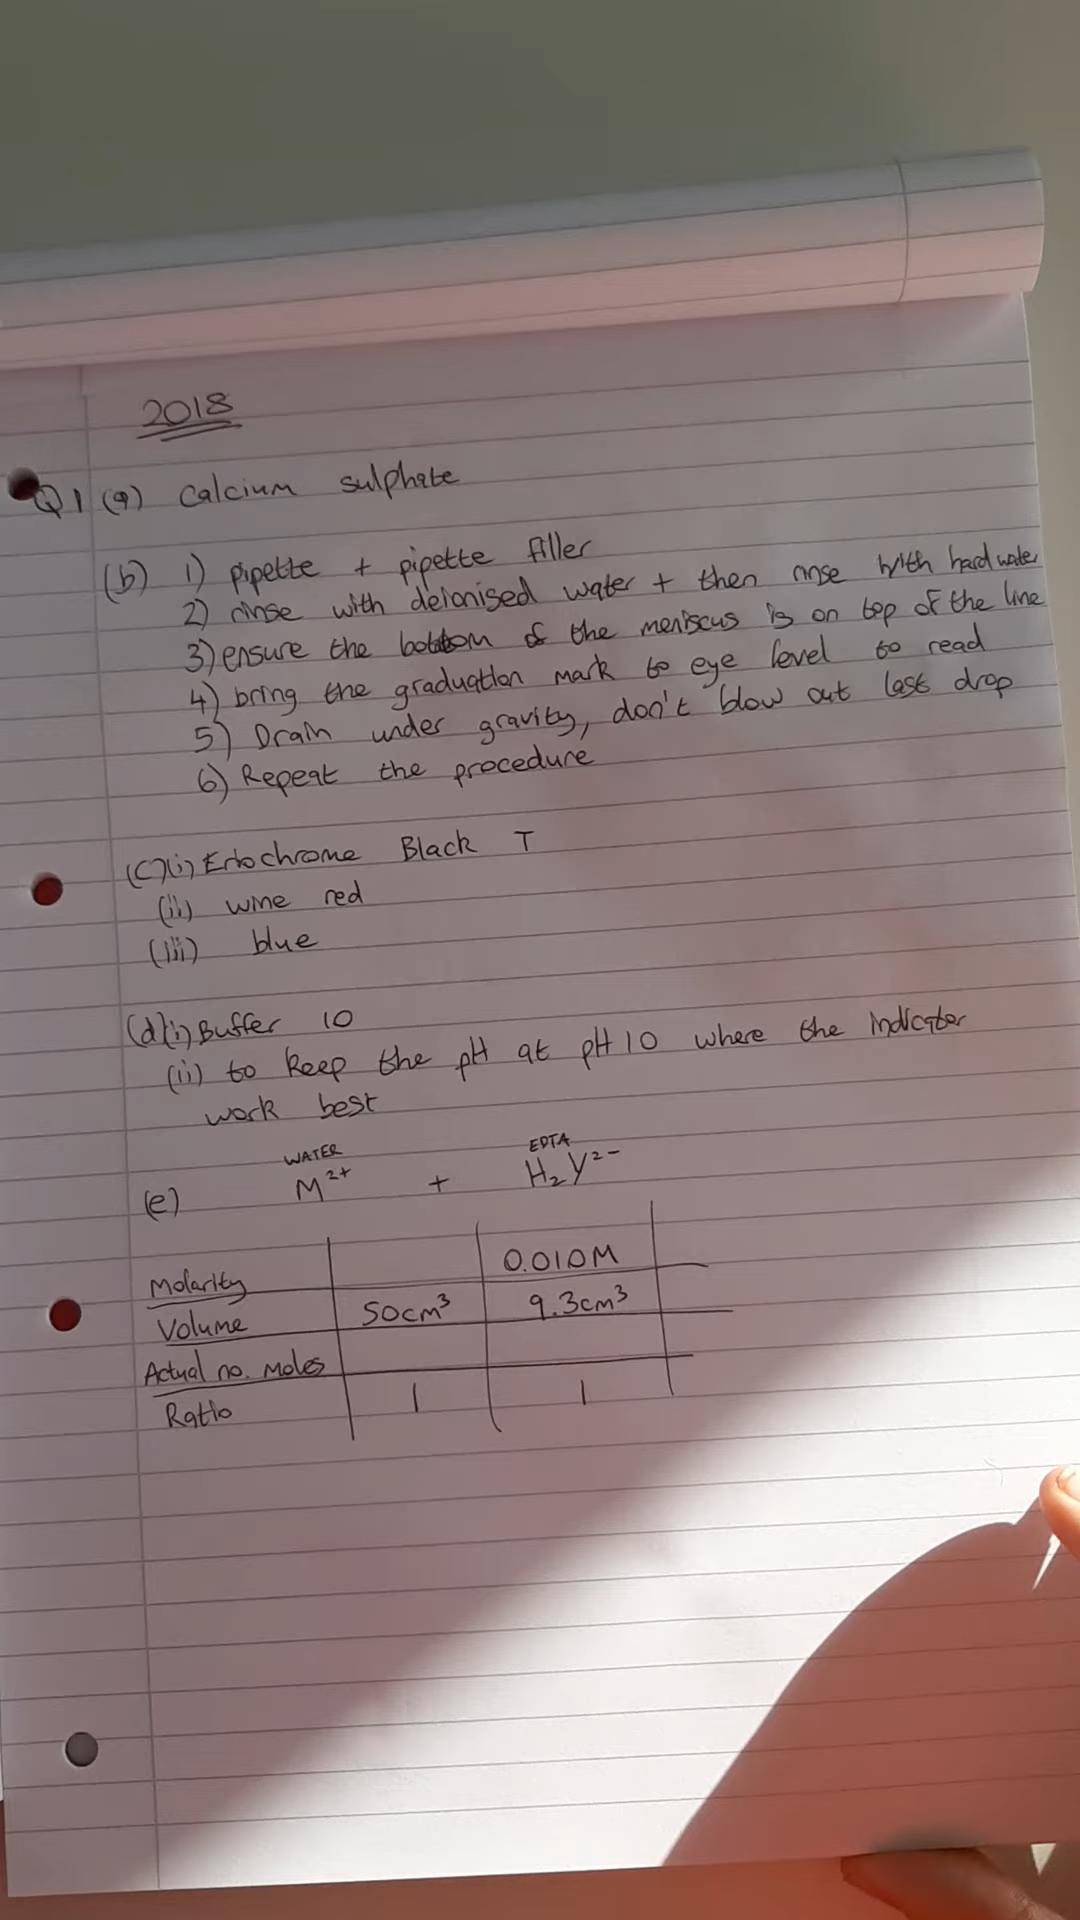 2018
Q1 (a) Calcium sulphate
(b) 1) pipette + pipette filler
2) rinse with deionised water + then rinse with hard water
3) ensure the bottom of the meniscus is on top of the line
4) bring the graduation mark to eye level to read
5) Drain under gravity, don't blow out last drop
6) Repeat the procedure
(c)(i) Eriochrome Black T
(ii) wine red
(iii) blue
(d)(i) Buffer 10
(ii) to keep the pH at pH 10 where the indicator
work best
WATER EDTA
(e) M²⁺ + H₂Y²⁻
Molarity 0.010M
Volume 50cm³ 9.3cm³
Actual no. moles
Ratio 1 1